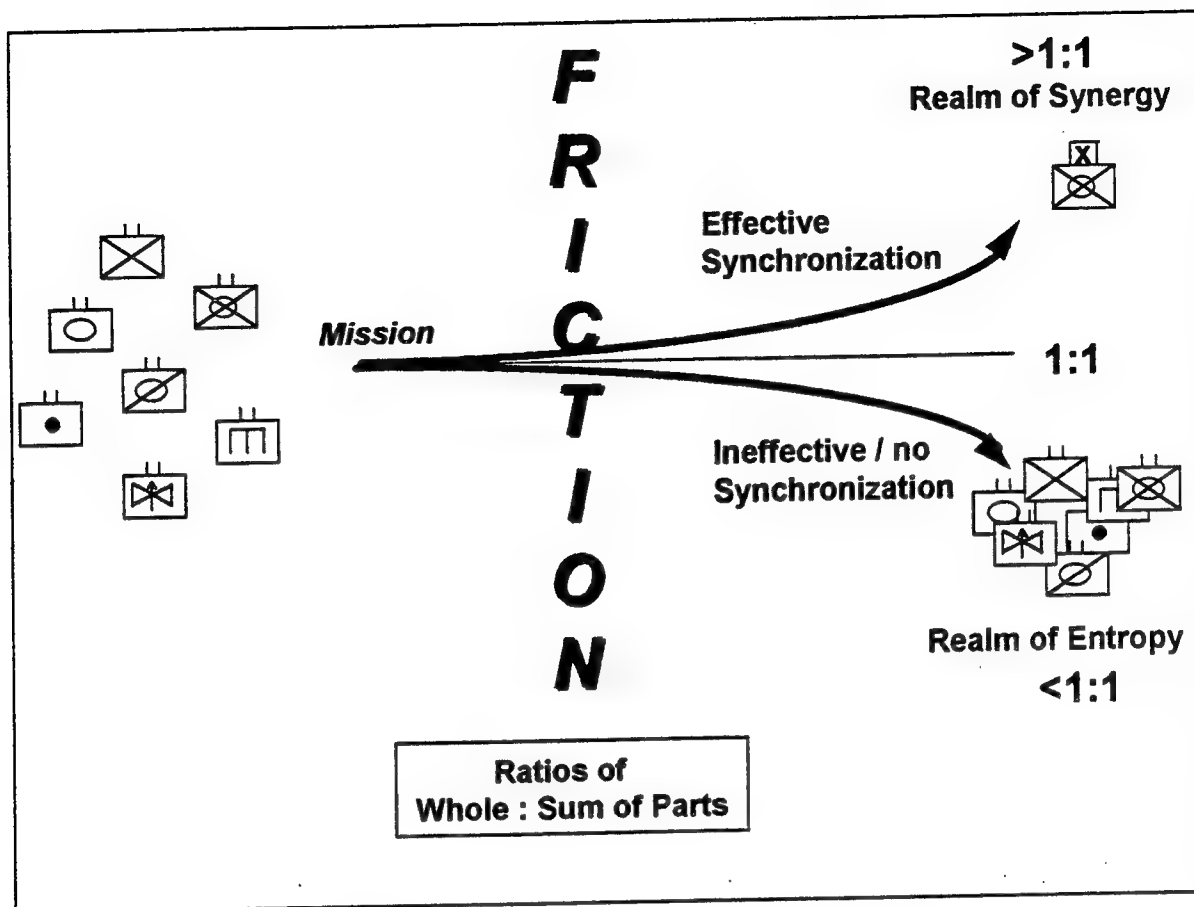 FRICTION
>1:1
Realm of Synergy
X
Effective
Synchronization
Mission
1:1
Ineffective / no
Synchronization
Realm of Entropy
<1:1
Ratios of
Whole : Sum of Parts